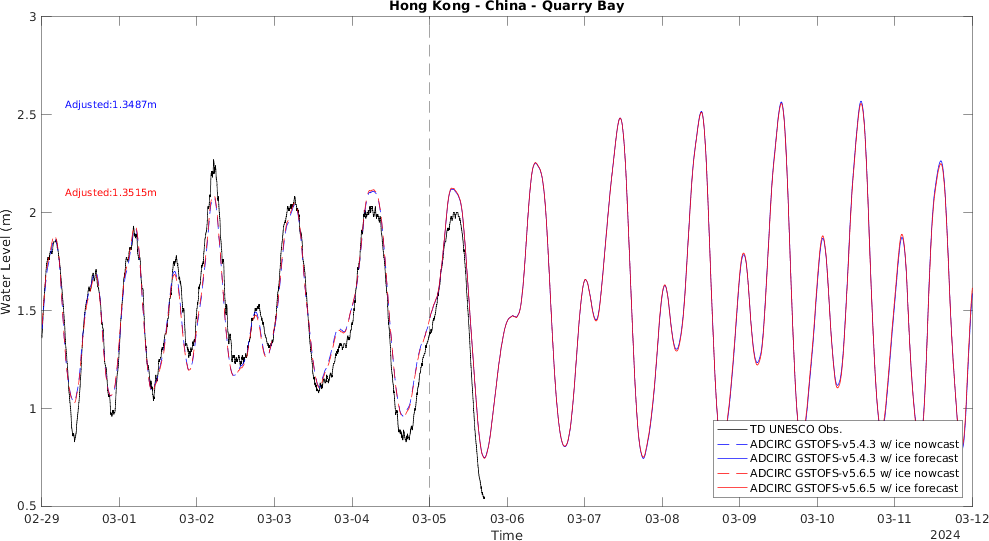 Hong Kong - China - Quarry Bay
3
2.5
2
1.5
1
0.5
Water Level (m)
Adjusted:1.3487m
Adjusted:1.3515m
TD UNESCO Obs.
ADCIRC GSTOFS-v5.4.3 w/ ice nowcast
ADCIRC GSTOFS-v5.4.3 w/ ice forecast
ADCIRC GSTOFS-v5.6.5 w/ ice nowcast
ADCIRC GSTOFS-v5.6.5 w/ ice forecast
02-29 03-01 03-02 03-03 03-04 03-05 03-06 03-07 03-08 03-09 03-10 03-11 03-12
Time
2024